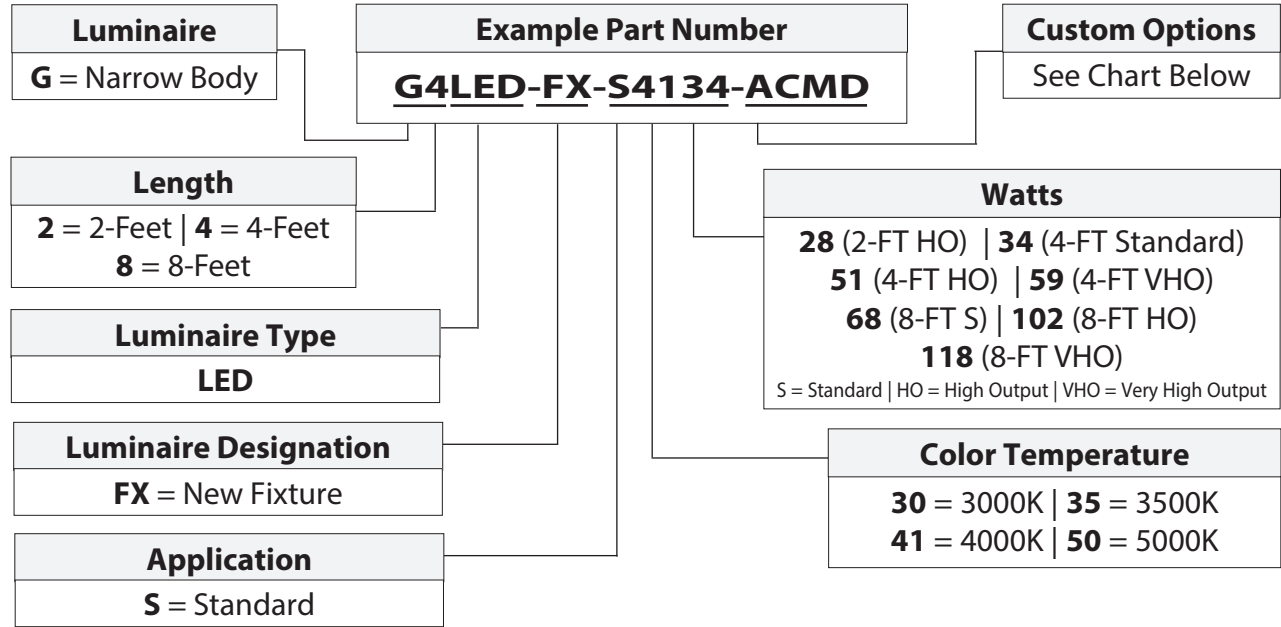 Luminaire
G = Narrow Body
Example Part Number
G4LED-FX-S4134-ACMD
Custom Options
See Chart Below
Length
2 = 2-Feet | 4 = 4-Feet
8 = 8-Feet
Watts
28 (2-FT HO) | 34 (4-FT Standard)
51 (4-FT HO) | 59 (4-FT VHO)
68 (8-FT S) | 102 (8-FT HO)
118 (8-FT VHO)
S = Standard | HO = High Output | VHO = Very High Output
Luminaire Type
LED
Luminaire Designation
FX = New Fixture
Color Temperature
30 = 3000K | 35 = 3500K
41 = 4000K | 50 = 5000K
Application
S = Standard